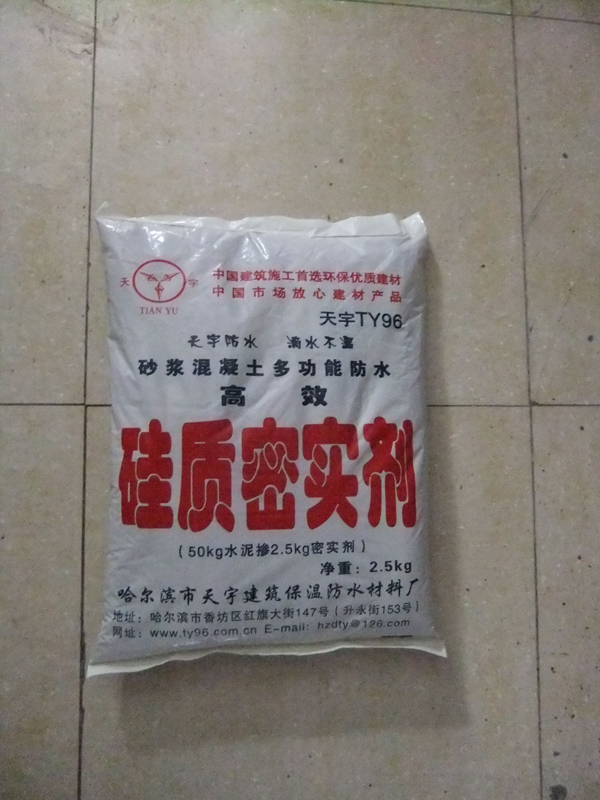 天 宇
TIAN YU
中国建筑施工首选环保优质建材
中国市场放心建材产品
天宇TY96
天宇防水 滴水不漏
砂浆混凝土多功能防水
高 效
硅质密实剂
(50kg水泥掺2.5kg密实剂)
净重：2.5kg
哈尔滨市天宇建筑保温防水材料厂
地址：哈尔滨市香坊区红旗大街147号（升永街153号）
网址：www.ty96.com.cn E-mail: hzdty@126.com